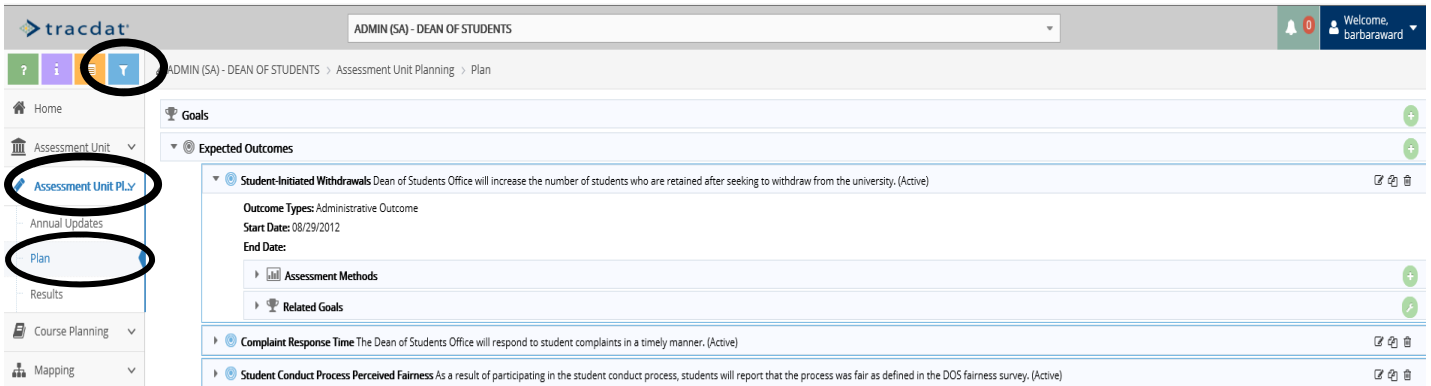 tracdat
ADMIN (SA) - DEAN OF STUDENTS
0
Welcome,
barbaraward
? i
ADMIN (SA) - DEAN OF STUDENTS > Assessment Unit Planning > Plan
Home
Goals
Assessment Unit
Expected Outcomes
Assessment Unit Pl..
Student-Initiated Withdrawals Dean of Students Office will increase the number of students who are retained after seeking to withdraw from the university. (Active)
Outcome Types: Administrative Outcome
Annual Updates
Start Date: 08/29/2012
End Date:
Plan
Assessment Methods
Results
Related Goals
Course Planning
Complaint Response Time The Dean of Students Office will respond to student complaints in a timely manner. (Active)
Mapping
Student Conduct Process Perceived Fairness As a result of participating in the student conduct process, students will report that the process was fair as defined in the DOS fairness survey. (Active)